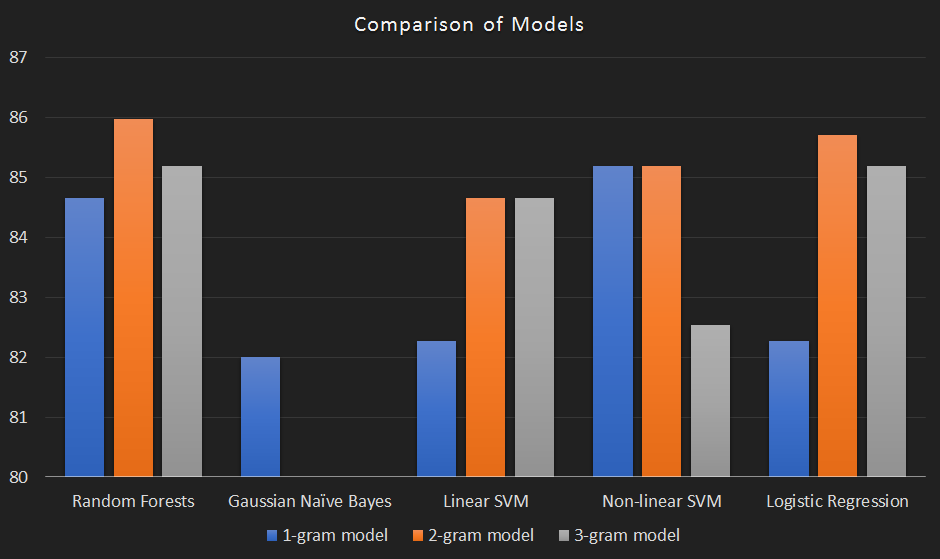 Comparison of Models
87
86
85
84
83
82
81
80
Random Forests Gaussian Naïve Bayes Linear SVM Non-linear SVM Logistic Regression
1-gram model 2-gram model 3-gram model